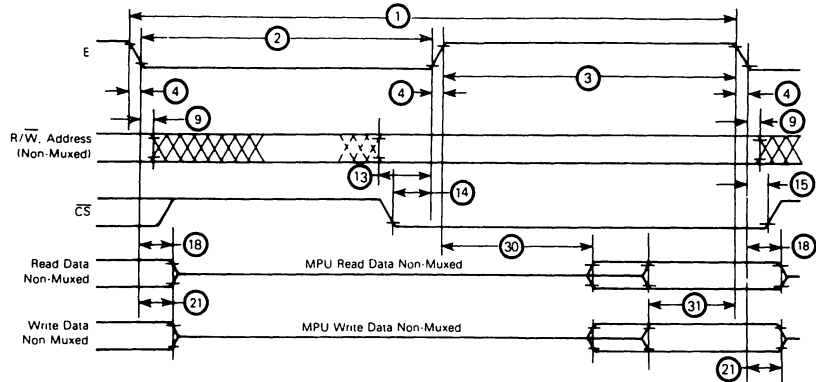 1
2
E
3
4
4
4
9
9
R/W̅, Address
(Non-Muxed)
13
14
15
C̅S̅
18
30
18
Read Data
Non-Muxed
MPU Read Data Non-Muxed
21
31
Write Data
Non Muxed
MPU Write Data Non-Muxed
21